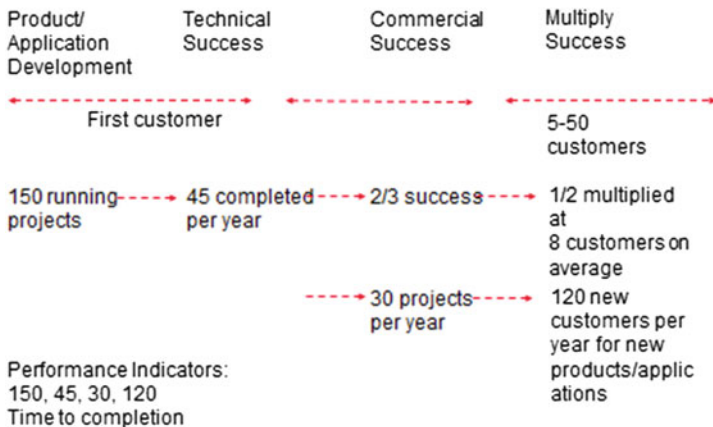 Product/
Application
Development
Technical
Success
Commercial
Success
Multiply
Success
First customer
5-50
customers
150 running
projects
45 completed
per year
2/3 success
1/2 multiplied
at
8 customers on
average
30 projects
per year
120 new
customers per
year for new
products/applic
ations
Performance Indicators:
150, 45, 30, 120
Time to completion